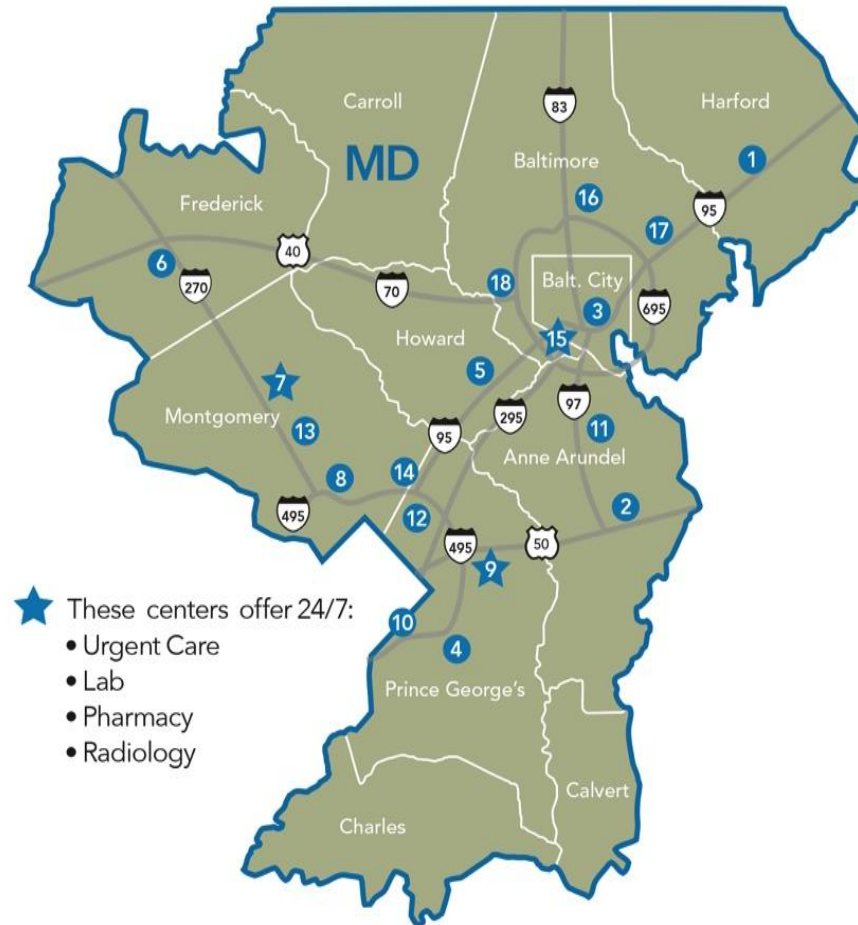 Carroll
MD
83
Harford
1
Baltimore
16
95
17
Frederick
40
6
270
70
18
Balt. City
3
695
15
Howard
5
7
97
295
Montgomery
13
95
11
Anne Arundel
14
8
2
495
12
495
50
9
These centers offer 24/7:
• Urgent Care
• Lab
• Pharmacy
• Radiology
10
4
Prince George's
Calvert
Charles